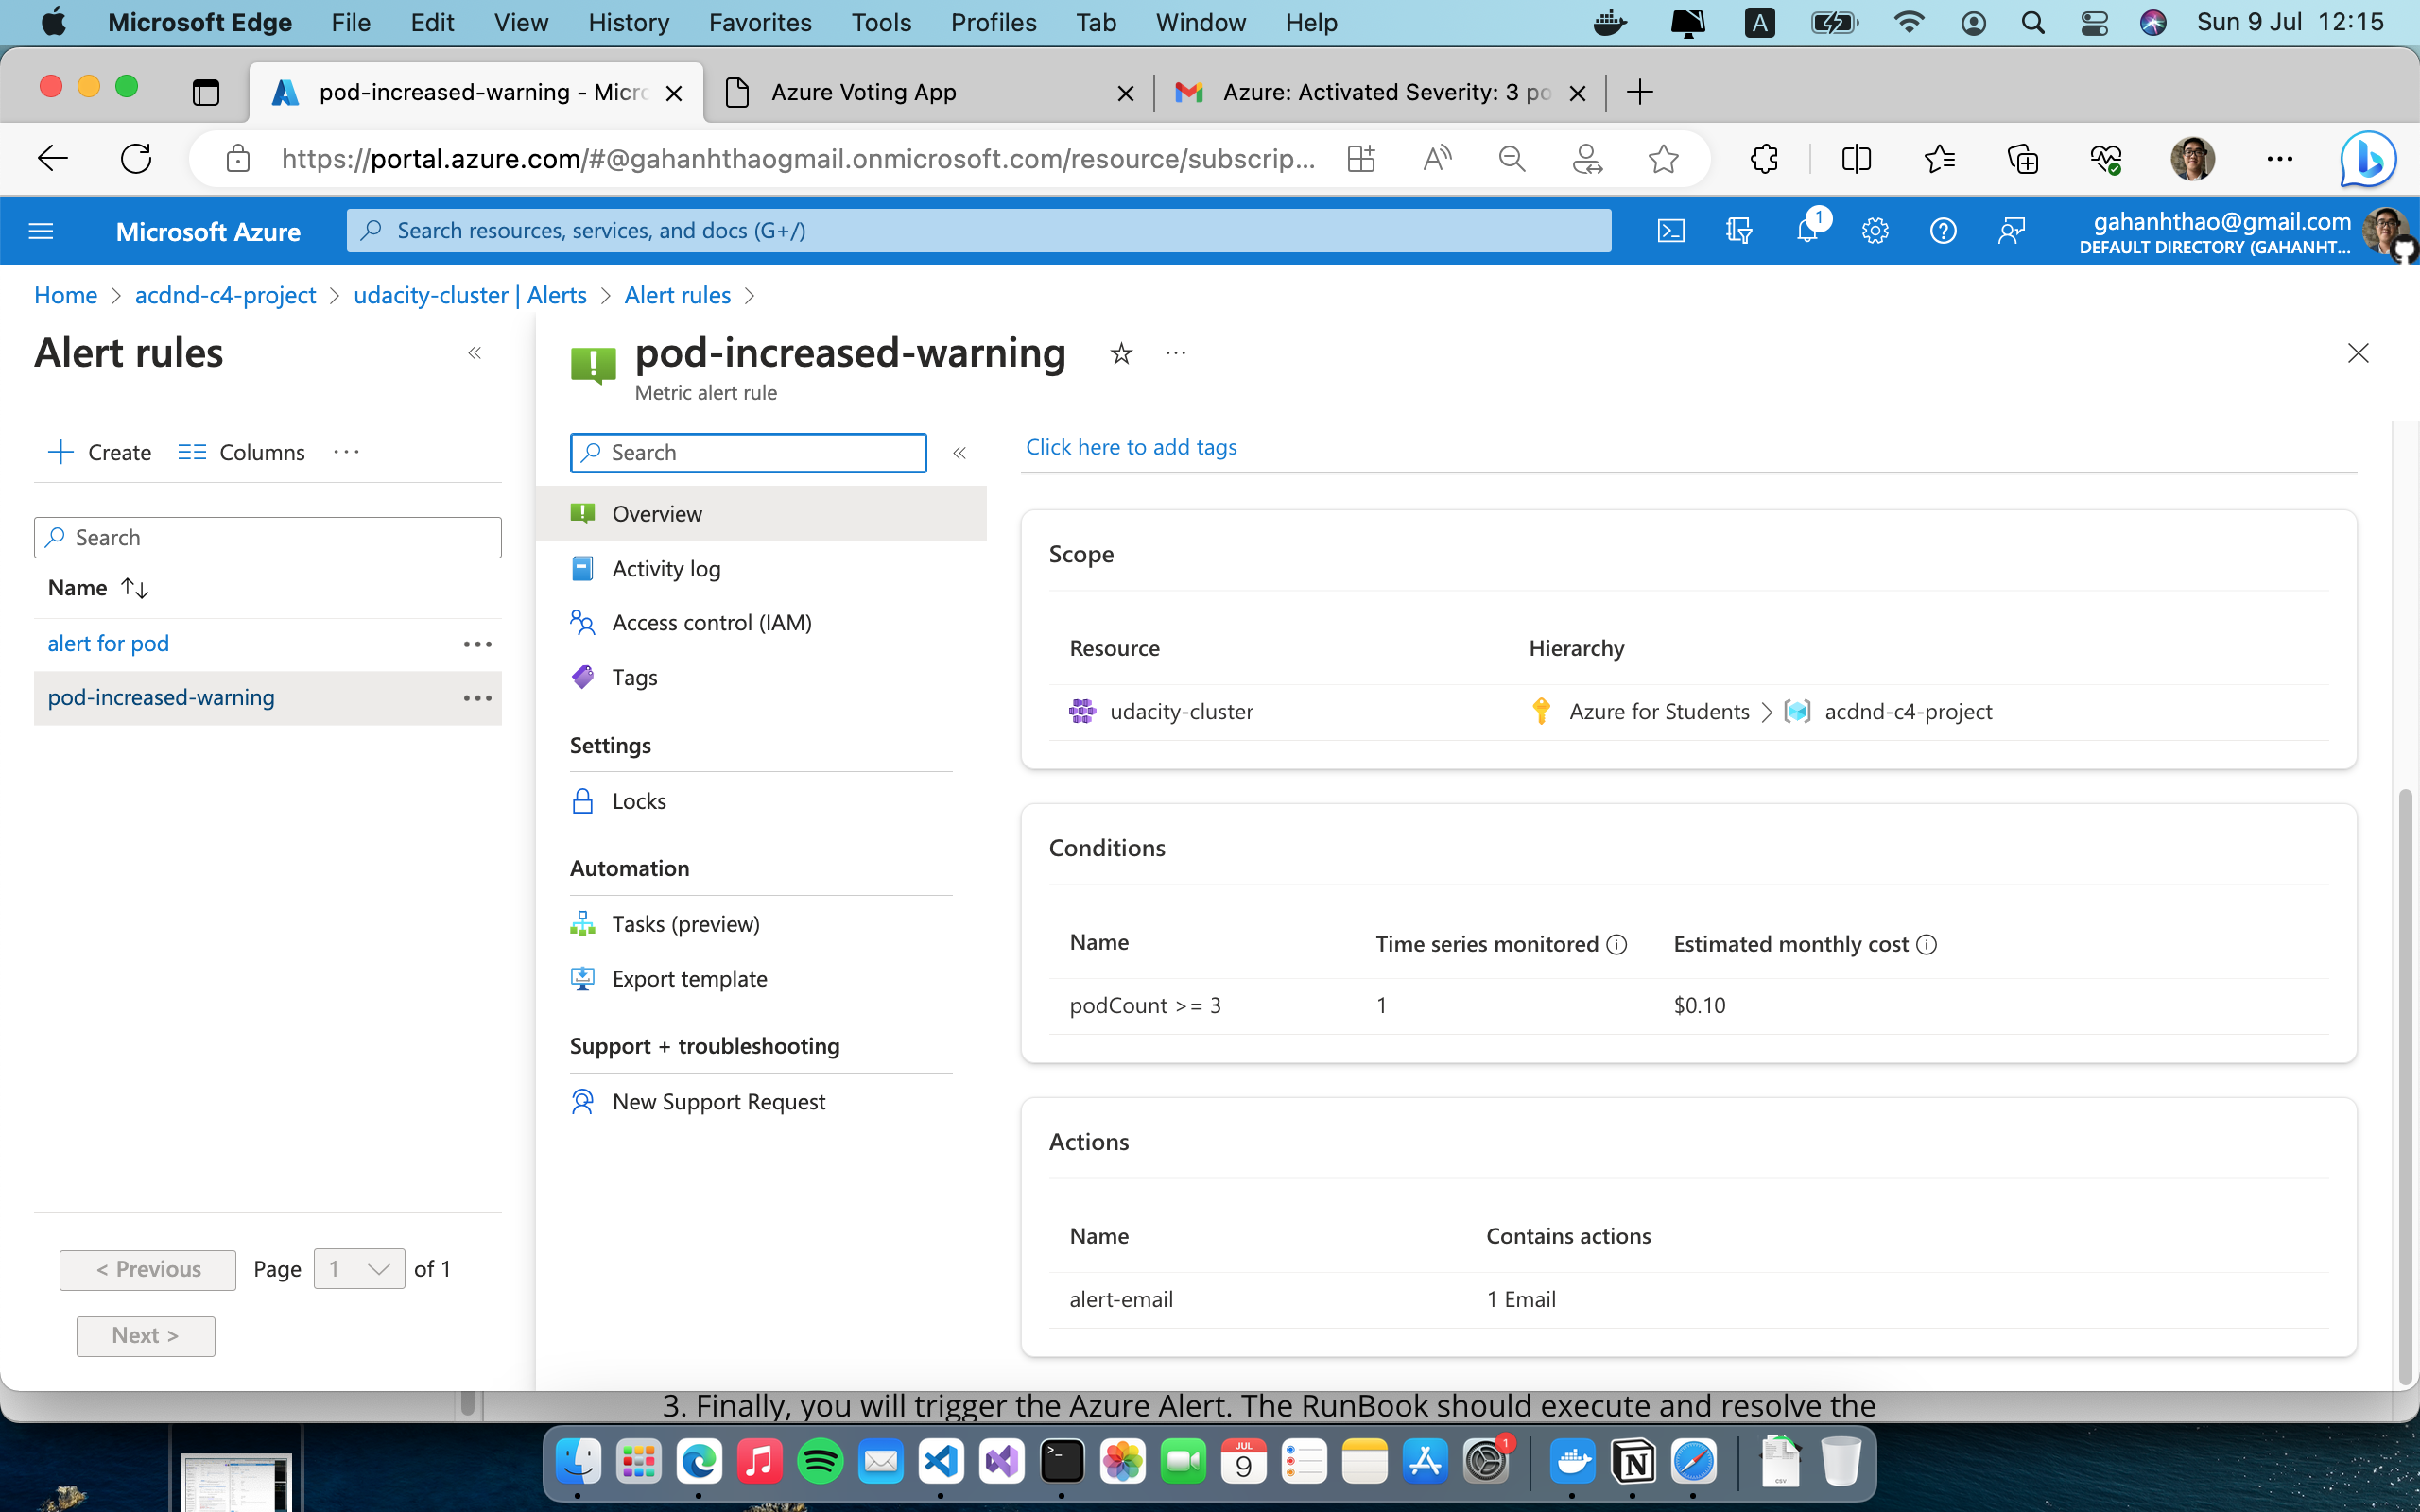 Microsoft Edge File Edit View History Favorites Tools Profiles Tab Window Help A Sun 9 Jul 12:15
pod-increased-warning - Micro Azure Voting App Azure: Activated Severity: 3 po
https://portal.azure.com/#@gahanhthaogmail.onmicrosoft.com/resource/subscrip...
Microsoft Azure
Search resources, services, and docs (G+/)
1
gahanhthao@gmail.com
DEFAULT DIRECTORY (GAHANHT...
Home > acdnd-c4-project > udacity-cluster | Alerts > Alert rules >
Alert rules
Create Columns ...
Search
Name
alert for pod
pod-increased-warning
< Previous Page 1 of 1
Next >
pod-increased-warning
Metric alert rule
Search
Overview
Activity log
Access control (IAM)
Tags
Settings
Locks
Automation
Tasks (preview)
Export template
Support + troubleshooting
New Support Request
Click here to add tags
Scope
Resource Hierarchy
udacity-cluster Azure for Students > acdnd-c4-project
Conditions
Name Time series monitored Estimated monthly cost
podCount >= 3 1 $0.10
Actions
Name Contains actions
alert-email 1 Email
3. Finally, you will trigger the Azure Alert. The RunBook should execute and resolve the
JUL
9
1
CSV